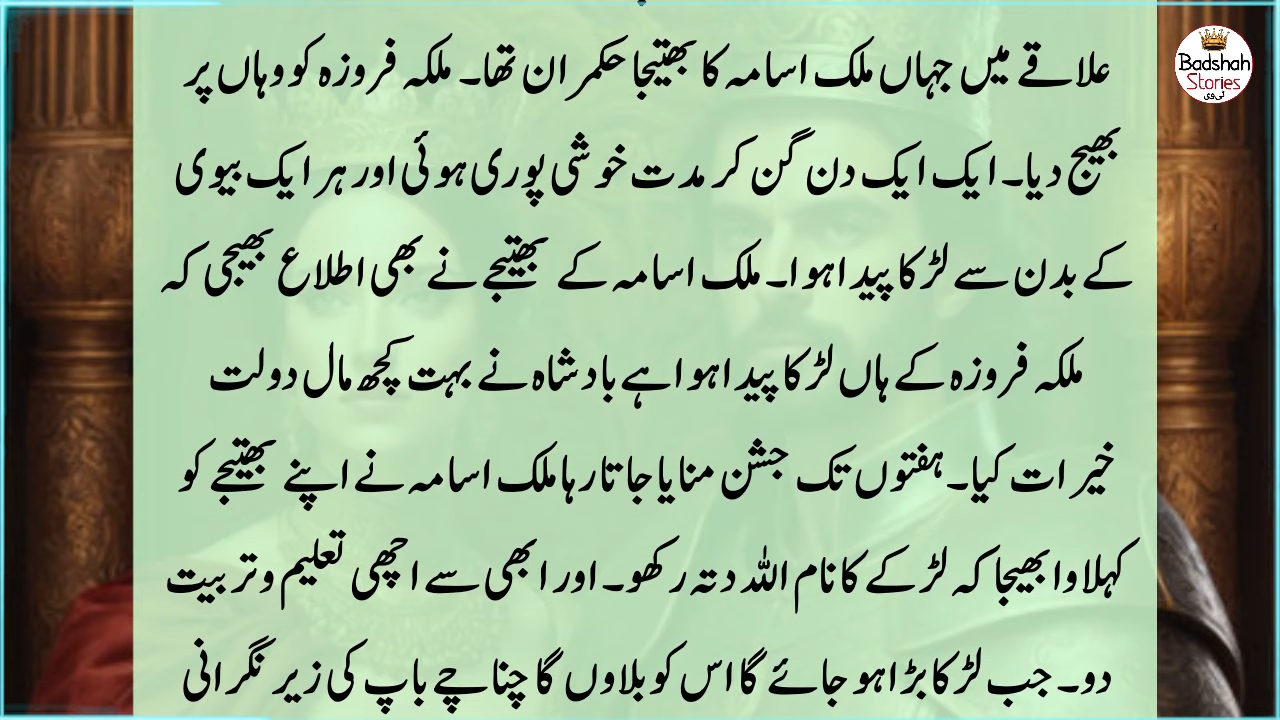 علاقے میں جہاں ملک اسامہ کا بھتیجا حکمران تھا۔ ملکہ فروزہ کو وہاں پر
بھیج دیا۔ ایک ایک دن گن کر مدت خوشی پوری ہوئی اور ہر ایک بیوی
کے بدن سے لڑکا پیدا ہوا۔ ملک اسامہ کے بھتیجے نے بھی اطلاع بھیجی کہ
ملکہ فروزہ کے ہاں لڑکا پیدا ہوا ہے بادشاہ نے بہت کچھ مال دولت
خیرات کیا۔ ہفتوں تک جشن منایا جاتا رہا ملک اسامہ نے اپنے بھتیجے کو
کہلاوا بھیجا کہ لڑکے کا نام اللہ دتہ رکھو۔ اور ابھی سے اچھی تعلیم و تربیت
دو۔ جب لڑکا بڑا ہو جائے گا اس کو بلاوں گا چناچے باپ کی زیر نگرانی
Badshah
Stories
ٹی وی